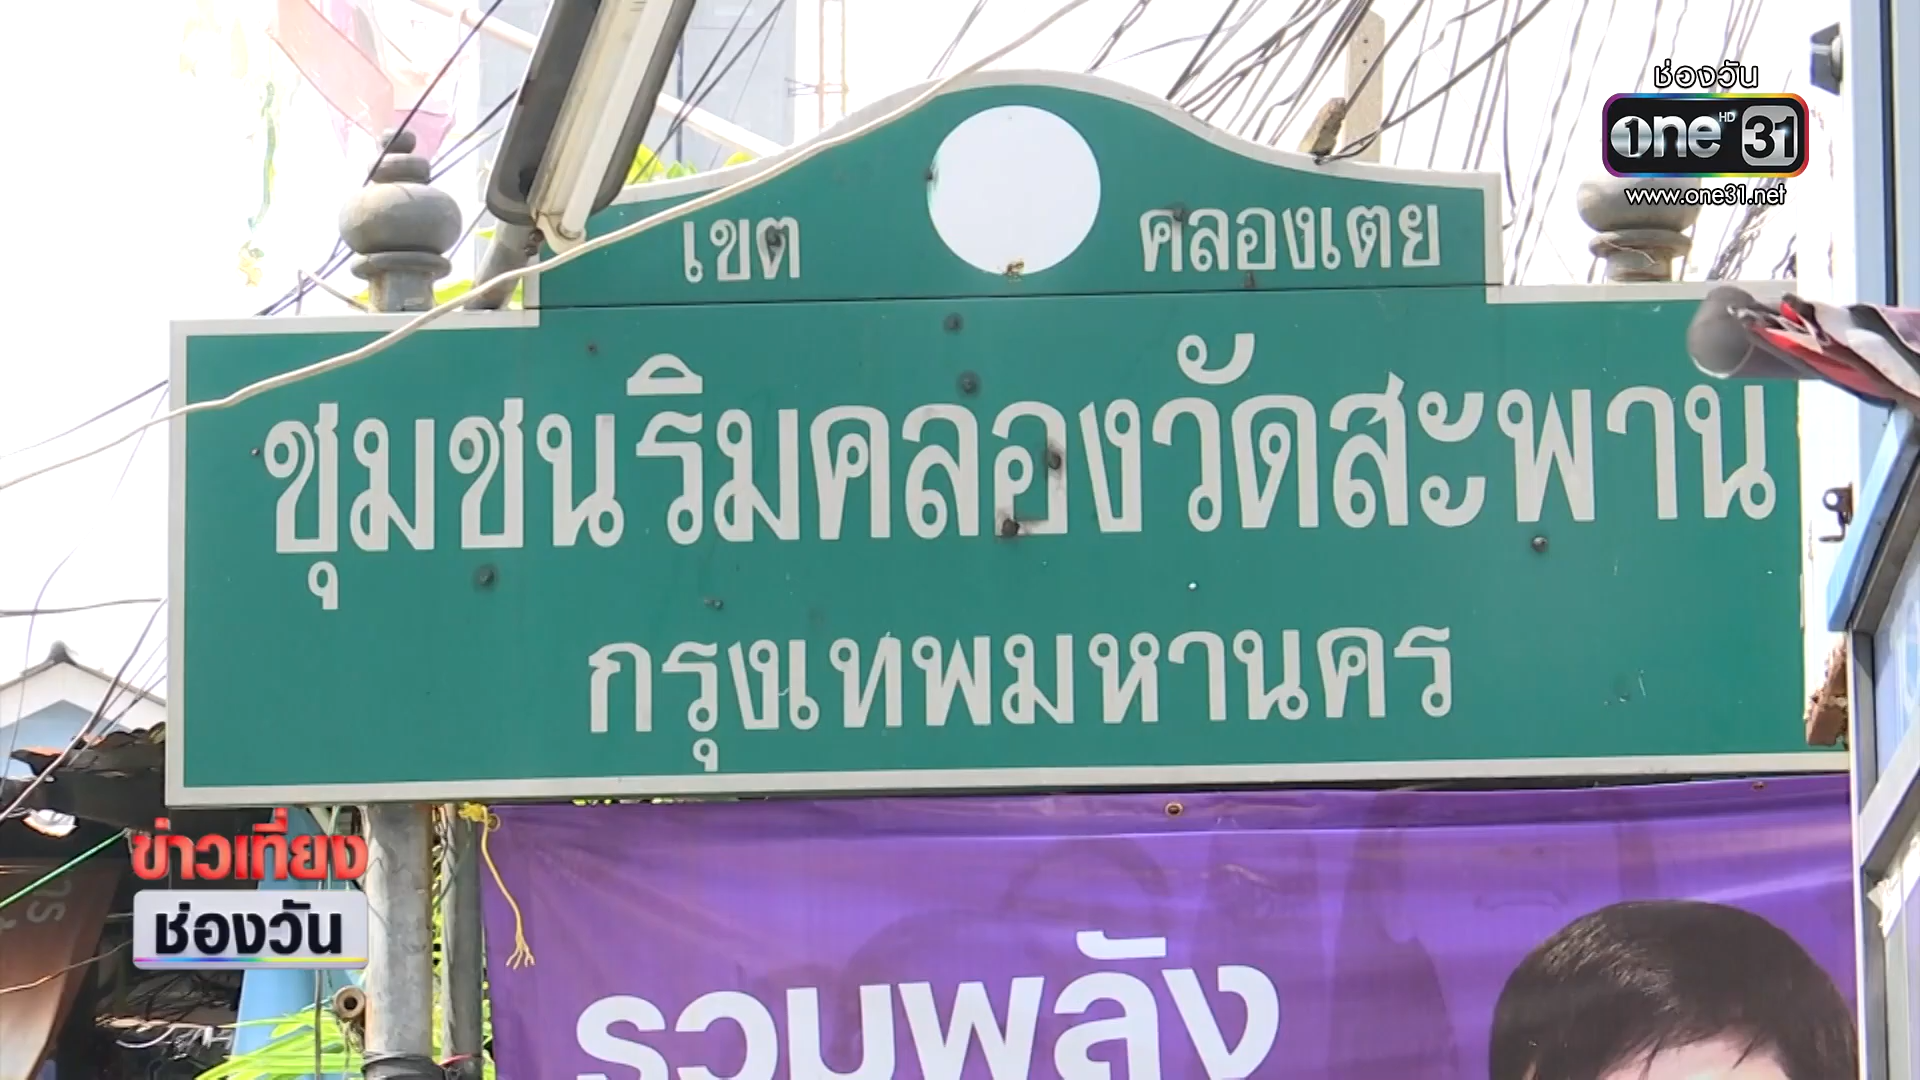 ช่องวัน
one HD 31
www.one31.net
เขต คลองเตย
ชุมชนริมคลองวัดสะพาน
กรุงเทพมหานคร
ข่าวเที่ยง
ช่องวัน
รวมพลัง